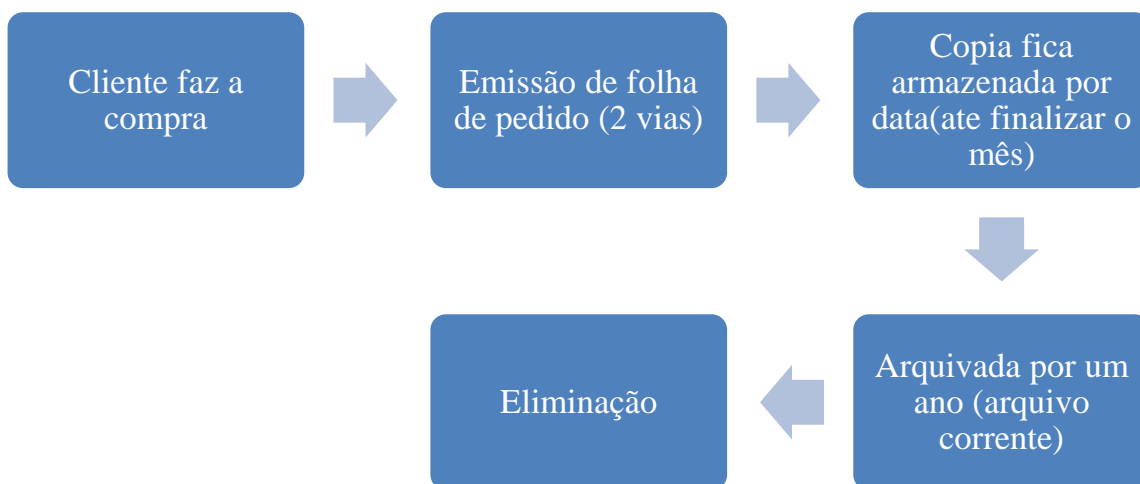 Cliente faz a
compra
Emissão de folha
de pedido (2 vias)
Copia fica
armazenada por
data(ate finalizar o
mês)
Arquivada por um
ano (arquivo
corrente)
Eliminação